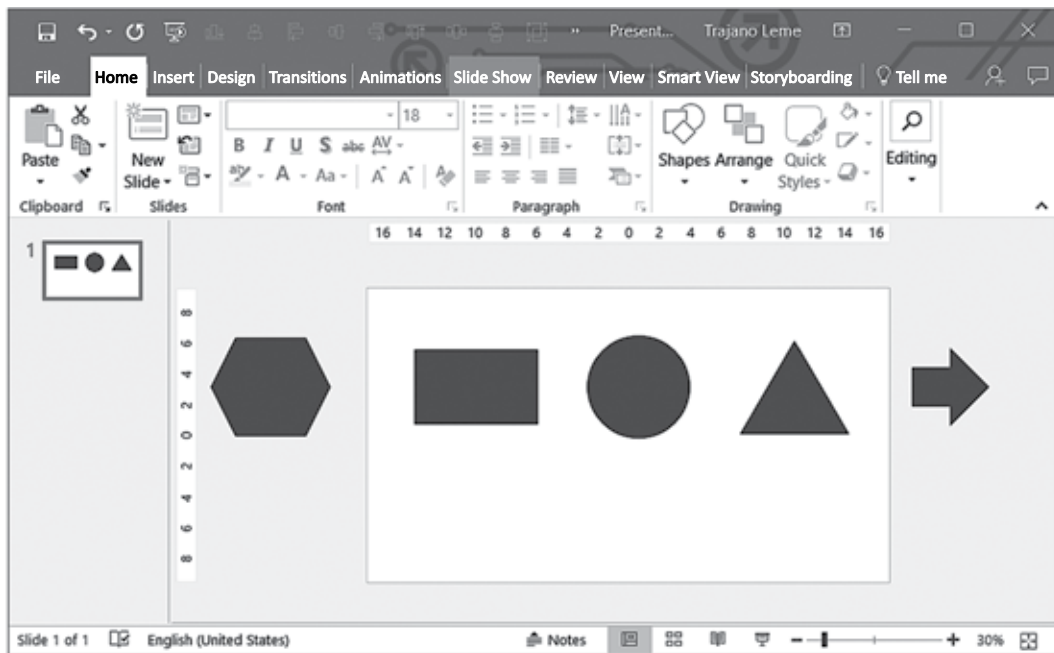 Present... Trajano Leme
File Home Insert Design Transitions Animations Slide Show Review View Smart View Storyboarding Tell me
18
B I U S abc AV
aby A Aa A A A
Paste New Slide Shapes Arrange Quick Styles Editing
Clipboard Slides Font Paragraph Drawing
16 14 12 10 8 6 4 2 0 2 4 6 8 10 12 14 16
1
8
6
4
2
0
2
4
6
8
Slide 1 of 1 English (United States) Notes 30%